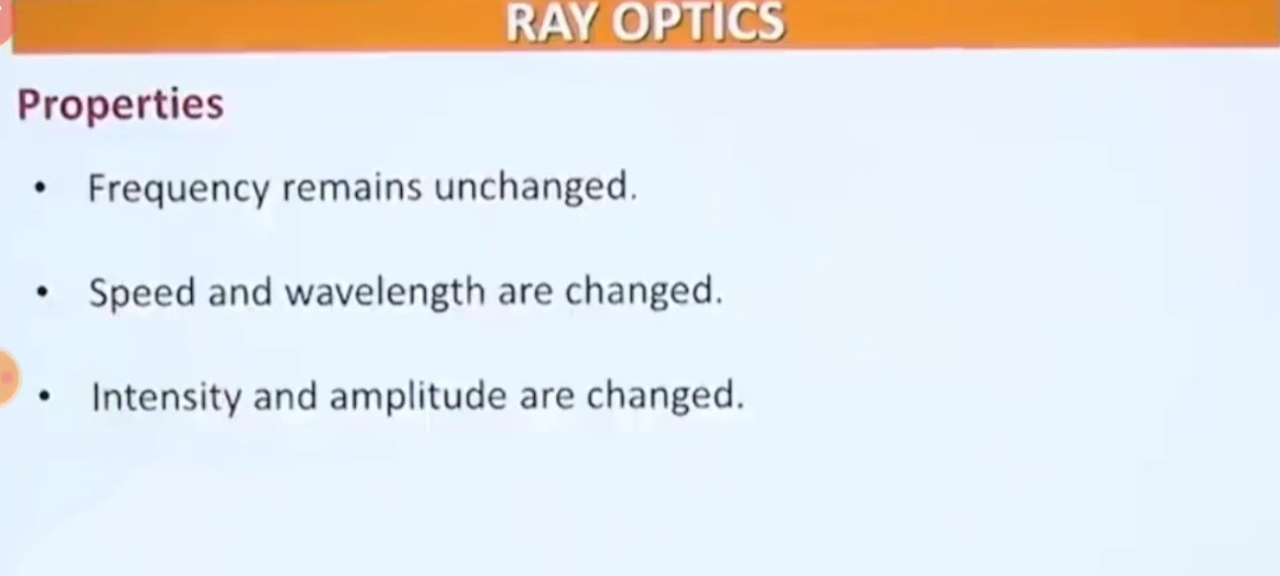 RAY OPTICS
Properties
• Frequency remains unchanged.
• Speed and wavelength are changed.
• Intensity and amplitude are changed.